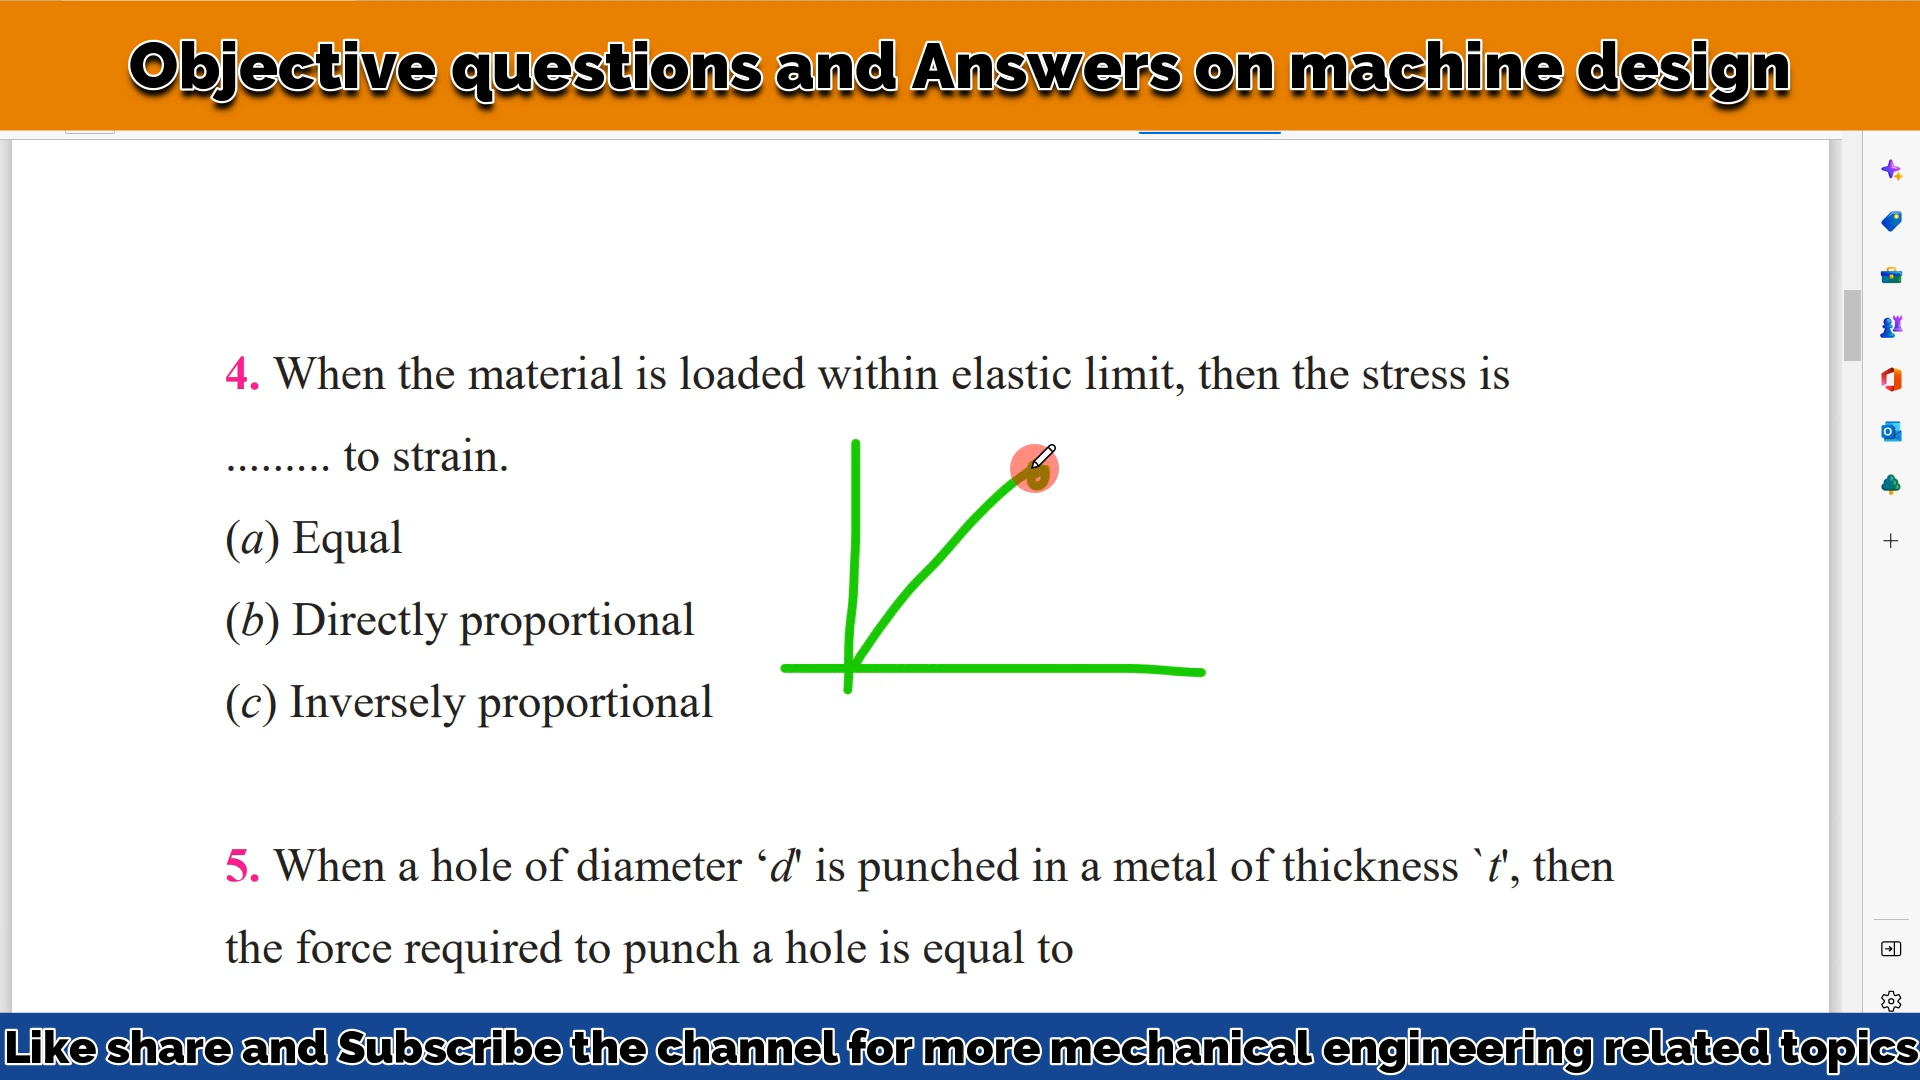 Objective questions and Answers on machine design
4. When the material is loaded within elastic limit, then the stress is
......... to strain.
(a) Equal
(b) Directly proportional
(c) Inversely proportional
5. When a hole of diameter ‘d' is punched in a metal of thickness `t', then
the force required to punch a hole is equal to
Like share and Subscribe the channel for more mechanical engineering related topics